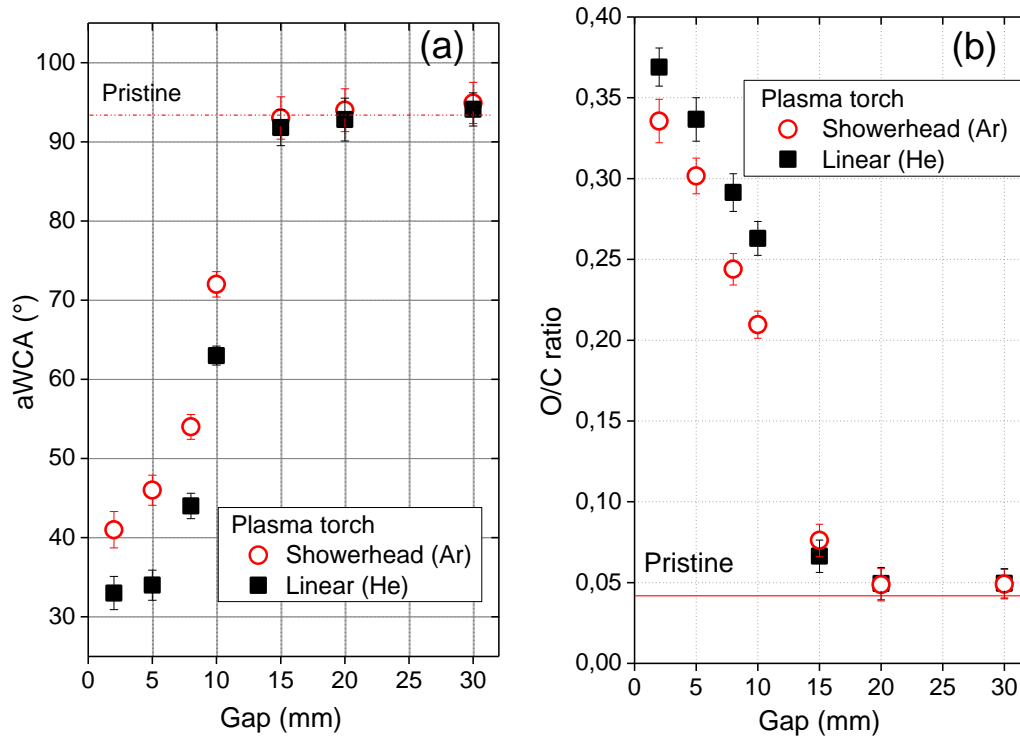 (a)
100
90
80
70
60
50
40
30
aWCA (°)
Pristine
Plasma torch
Showerhead (Ar)
Linear (He)
0 5 10 15 20 25 30
Gap (mm)
(b)
0,40
0,35
0,30
0,25
0,20
0,15
0,10
0,05
0,00
O/C ratio
Plasma torch
Showerhead (Ar)
Linear (He)
Pristine
0 5 10 15 20 25 30
Gap (mm)